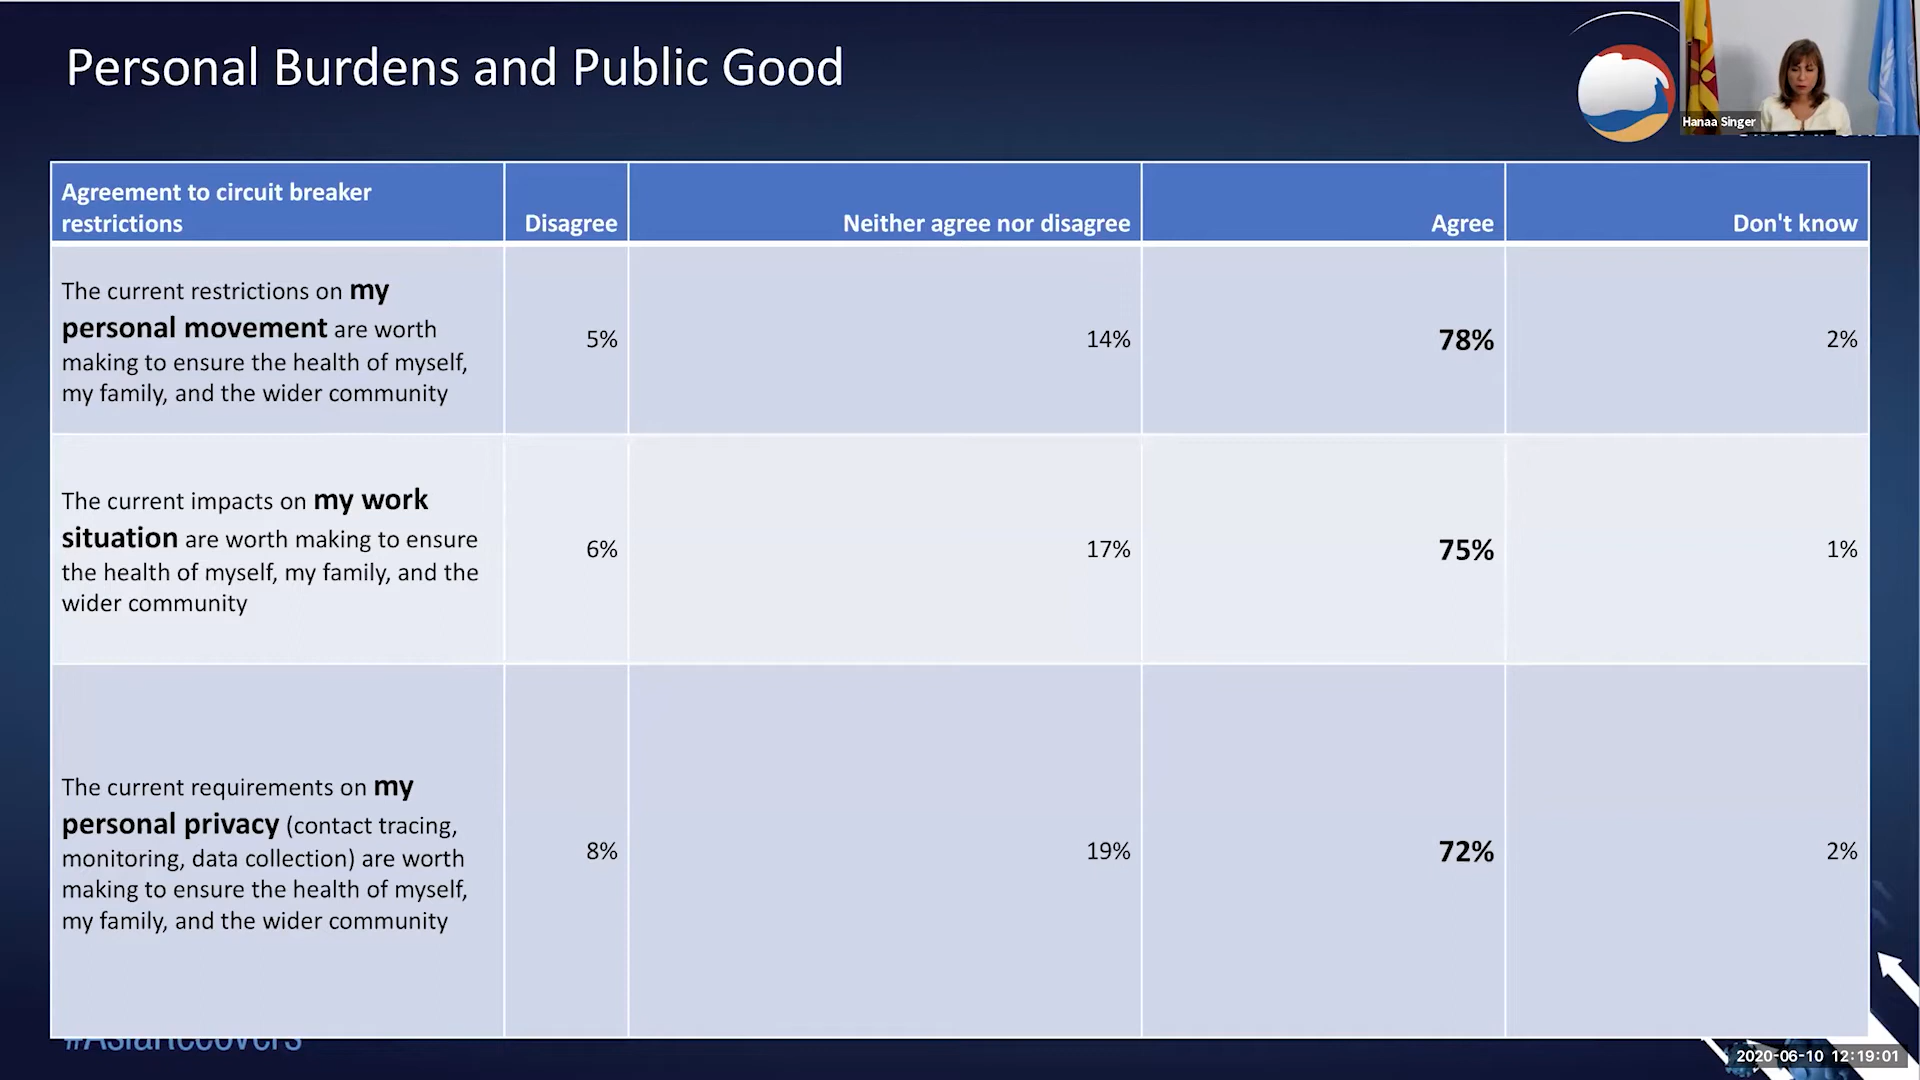 Personal Burdens and Public Good
Hanaa Singer
Agreement to circuit breaker
restrictions
Disagree
Neither agree nor disagree
Agree
Don't know
The current restrictions on my
personal movement are worth
making to ensure the health of myself,
my family, and the wider community
5%
14%
78%
2%
The current impacts on my work
situation are worth making to ensure
the health of myself, my family, and the
wider community
6%
17%
75%
1%
The current requirements on my
personal privacy (contact tracing,
monitoring, data collection) are worth
making to ensure the health of myself,
my family, and the wider community
8%
19%
72%
2%
#AsiaRecovers
2020-06-10 12:19:01